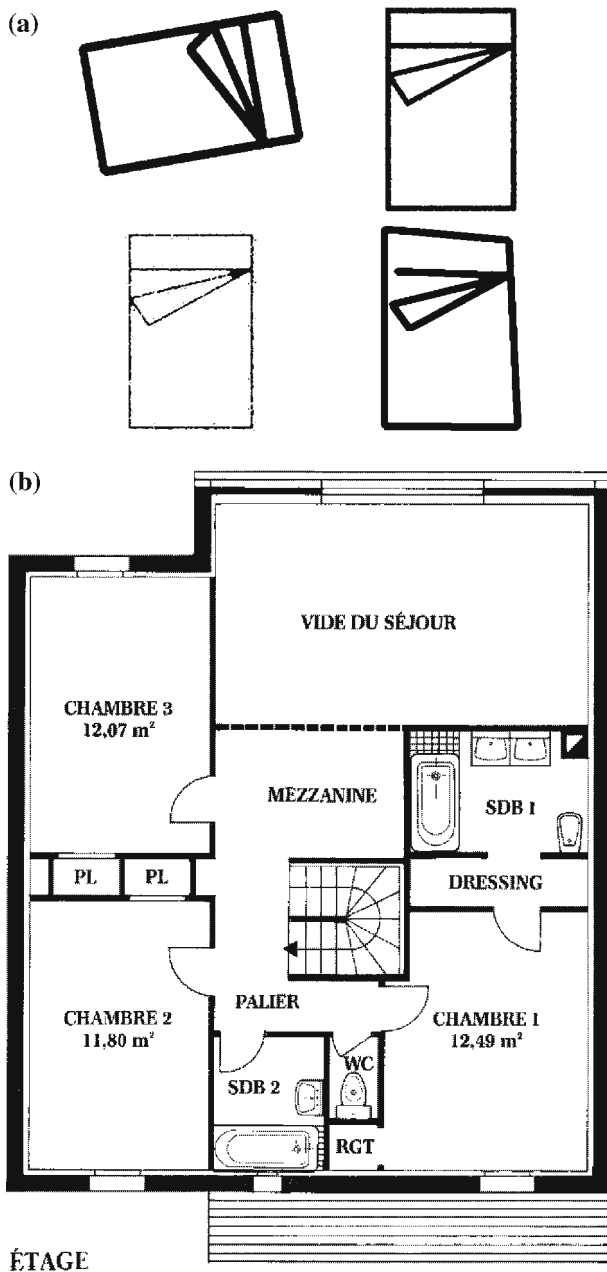 (a)
(b)
VIDE DU SÉJOUR
CHAMBRE 3
12,07 m²
MEZZANINE
SDB 1
PL
PL
DRESSING
PALIER
CHAMBRE 2
11,80 m²
CHAMBRE 1
12,49 m²
WC
SDB 2
RGT
ÉTAGE